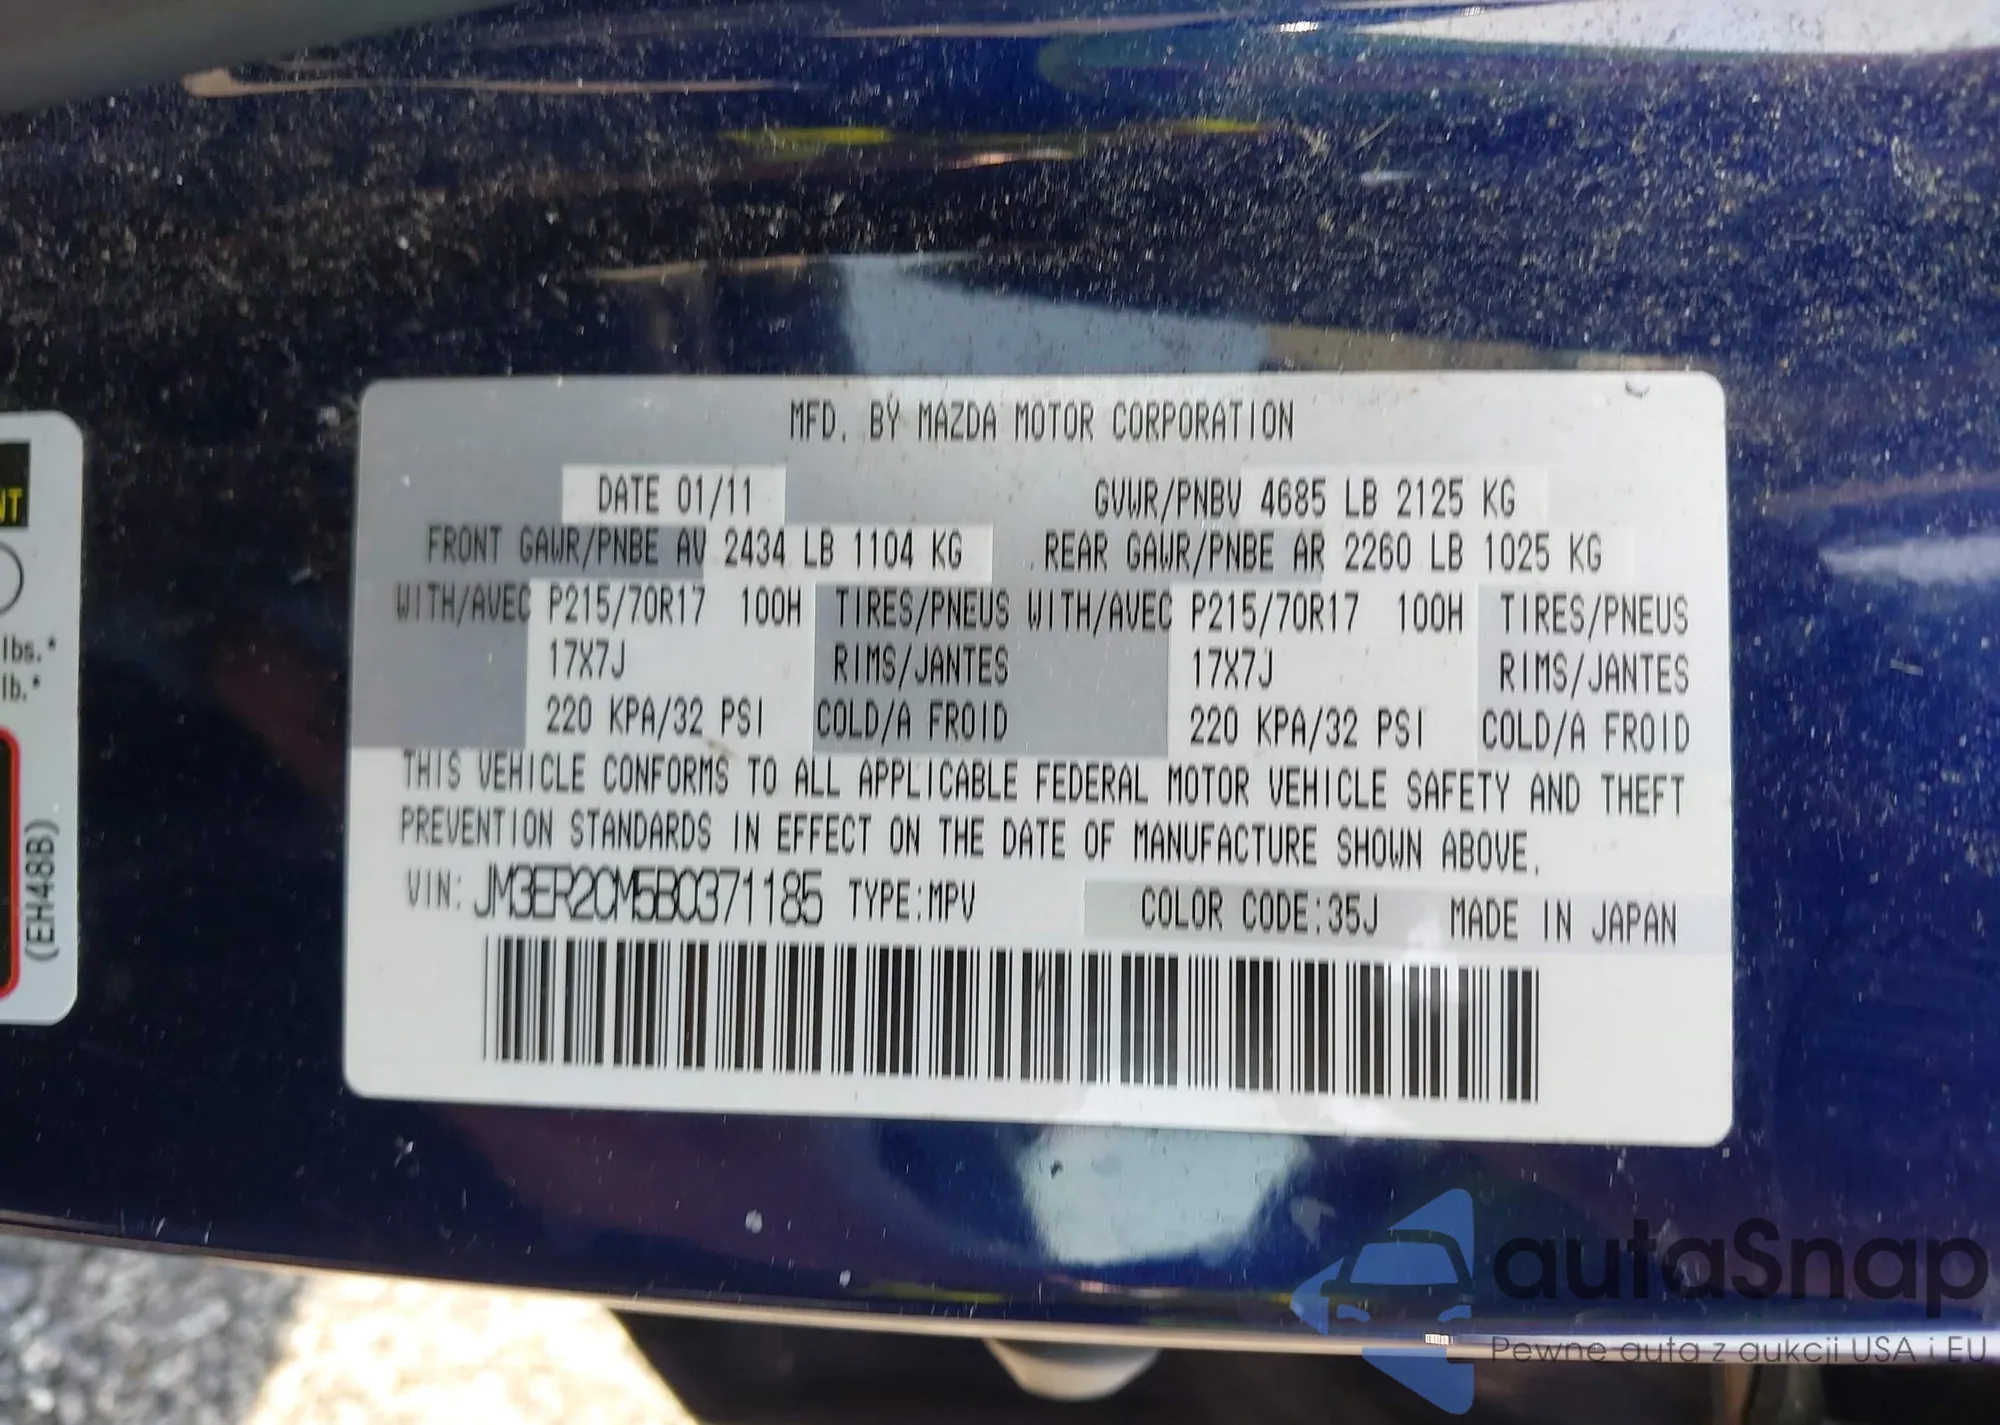 MFD. BY MAZDA MOTOR CORPORATION
DATE 01/11 GVWR/PNBV 4685 LB 2125 KG
FRONT GAWR/PNBE AV 2434 LB 1104 KG REAR GAWR/PNBE AR 2260 LB 1025 KG
WITH/AVEC P215/70R17 100H TIRES/PNEUS WITH/AVEC P215/70R17 100H TIRES/PNEUS
17X7J RIMS/JANTES 17X7J RIMS/JANTES
220 KPA/32 PSI COLD/A FROID 220 KPA/32 PSI COLD/A FROID
THIS VEHICLE CONFORMS TO ALL APPLICABLE FEDERAL MOTOR VEHICLE SAFETY AND THEFT
PREVENTION STANDARDS IN EFFECT ON THE DATE OF MANUFACTURE SHOWN ABOVE.
VIN: JM3ER2CM5B0371185 TYPE:MPV COLOR CODE:35J MADE IN JAPAN
NT
lbs.*
lb.*
(EH48B)
autaSnap
Pewne auta z aukcji USA i EU